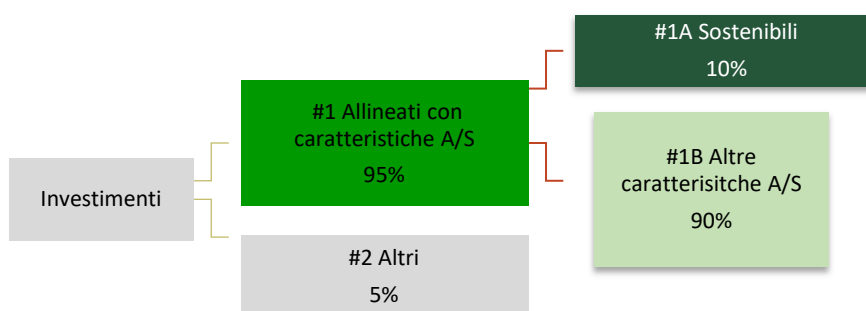 Investimenti
#1 Allineati con
caratteristiche A/S
95%
#2 Altri
5%
#1A Sostenibili
10%
#1B Altre
caratterisitche A/S
90%